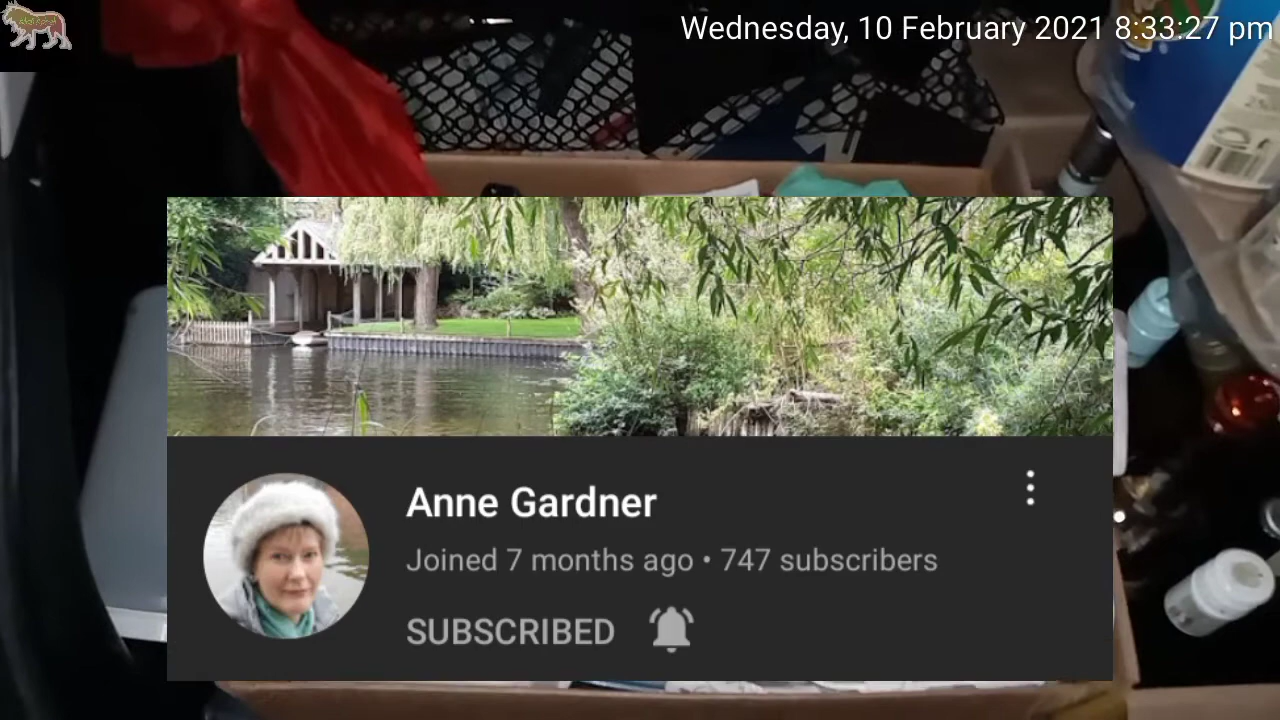 Wednesday, 10 February 2021 8:33:27 pm
Anne Gardner
Joined 7 months ago • 747 subscribers
SUBSCRIBED